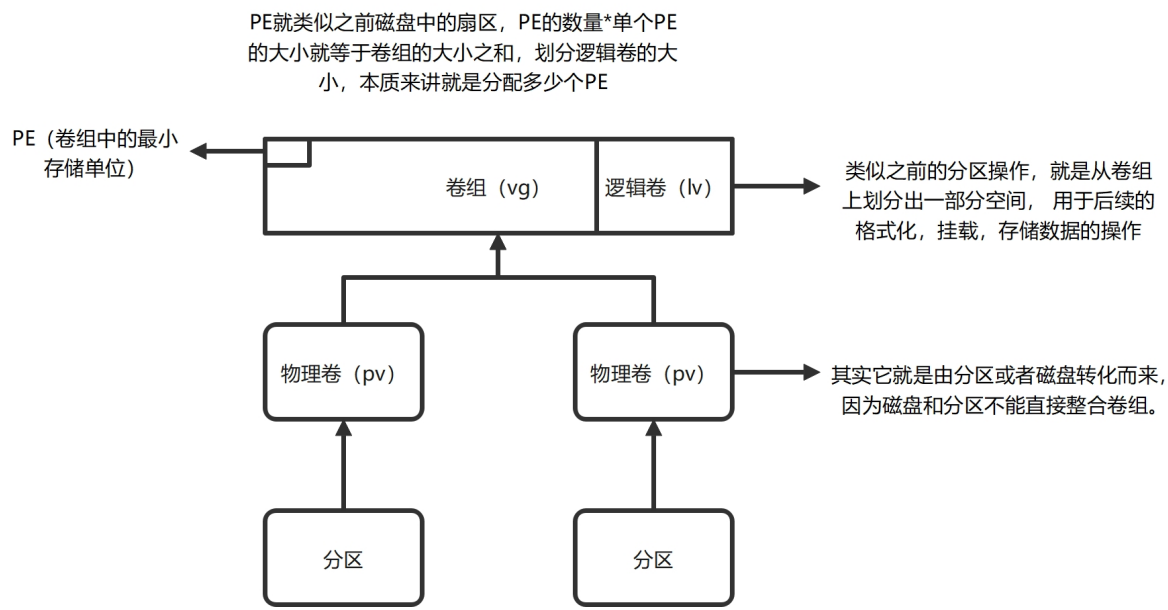 PE就类似之前磁盘中的扇区，PE的数量*单个PE
的大小就等于卷组的大小之和，划分逻辑卷的大
小，本质来讲就是分配多少个PE
PE（卷组中的最小
存储单位）
卷组（vg）
逻辑卷（lv）
类似之前的分区操作，就是从卷组
上划分出一部分空间， 用于后续的
格式化，挂载，存储数据的操作
物理卷（pv）
物理卷（pv）
其实它就是由分区或者磁盘转化而来，
因为磁盘和分区不能直接整合卷组。
分区
分区